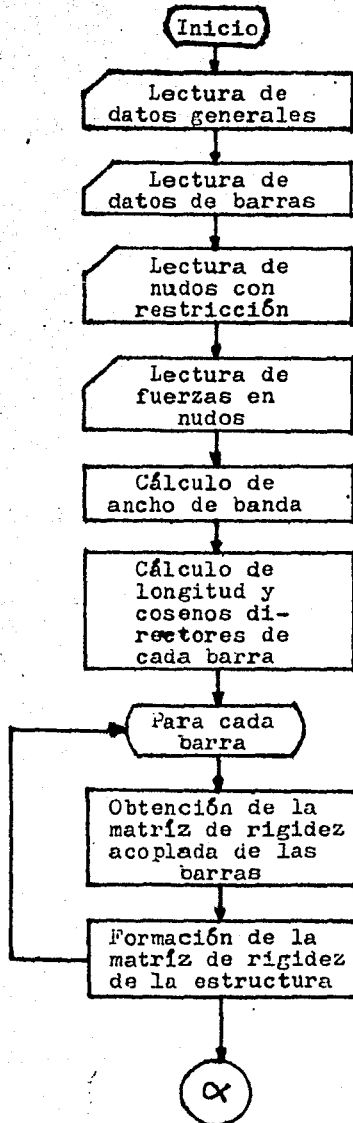 Inicio
Lectura de
datos generales
Lectura de
datos de barras
Lectura de
nudos con
restricción
Lectura de
fuerzas en
nudos
Cálculo de
ancho de banda
Cálculo de
longitud y
cosenos di-
rectores de
cada barra
Para cada
barra
Obtención de la
matríz de rigidez
acoplada de las
barras
Formación de la
matríz de rigidez
de la estructura
α